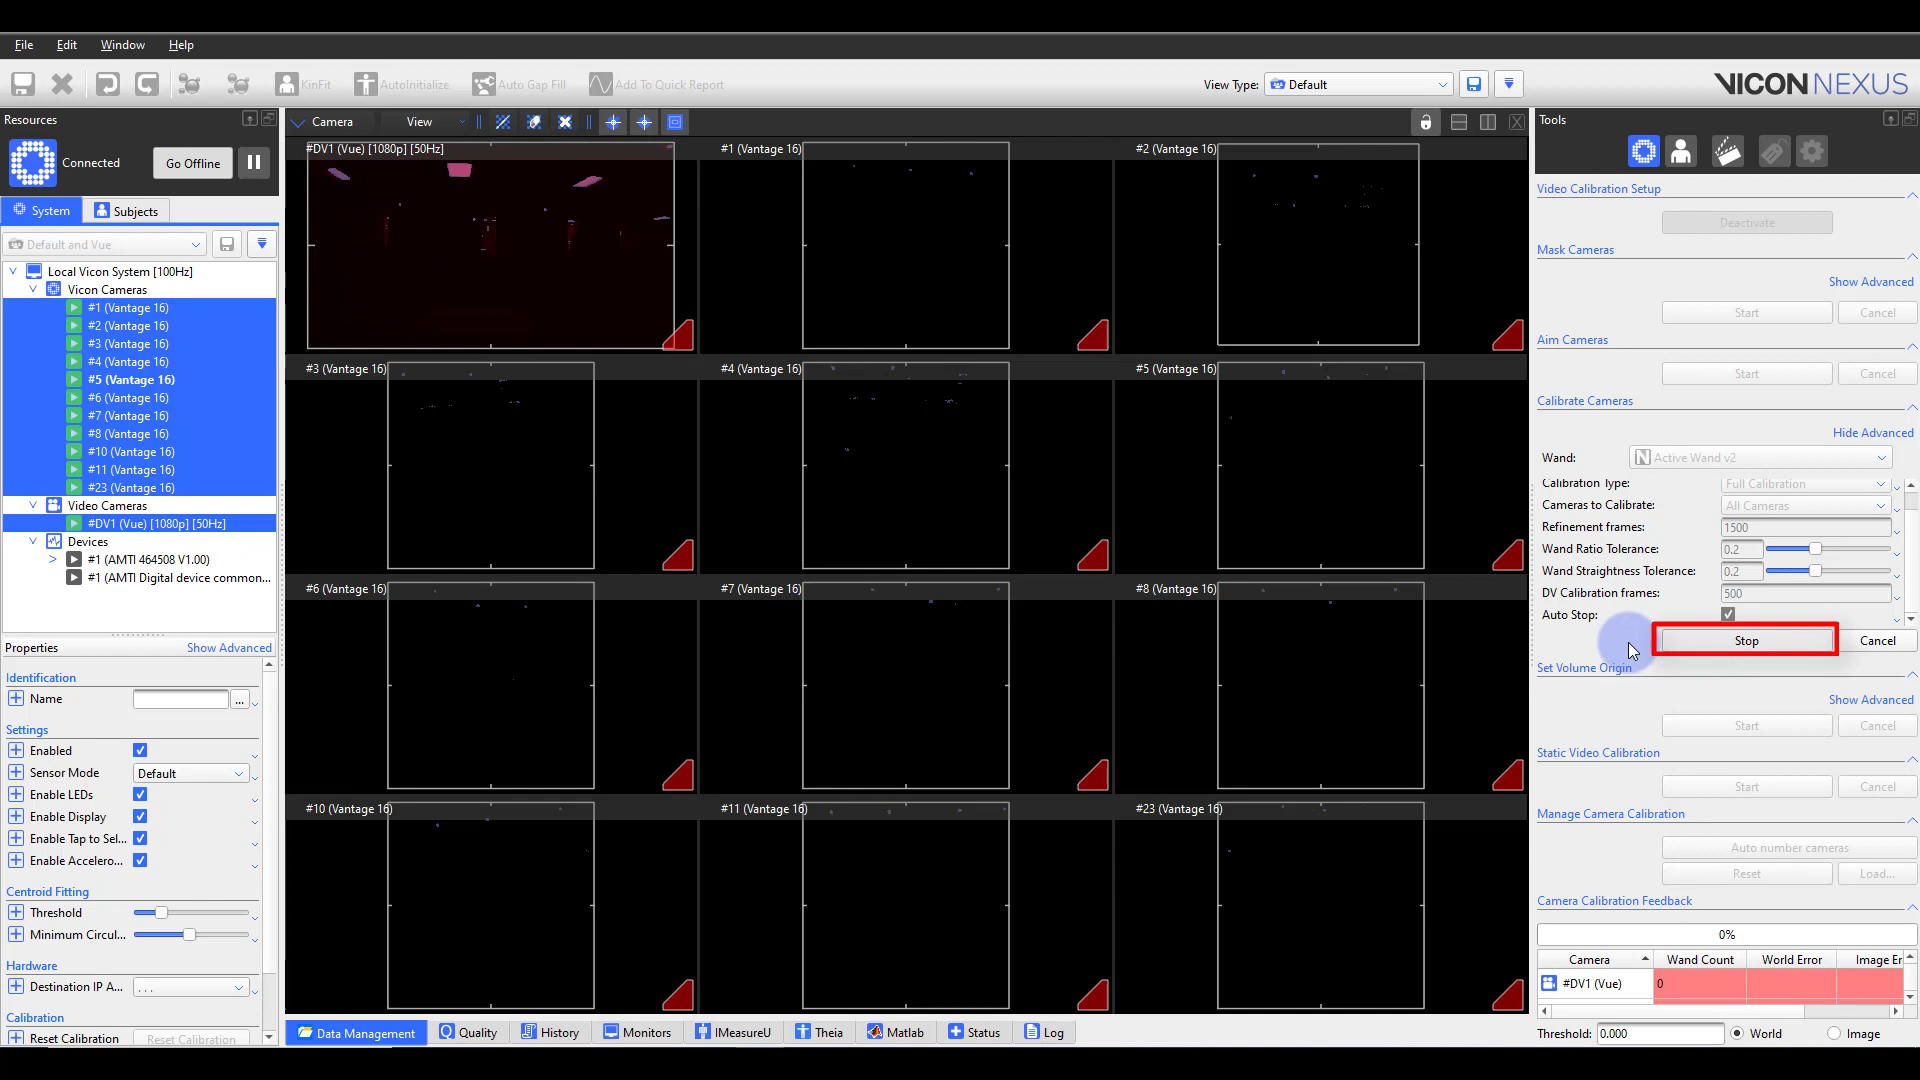 File Edit Window Help
KinFit AutoInitialize Auto Gap Fill Add To Quick Report View Type: Default VICON NEXUS
Resources
Connected Go Offline
System Subjects
Default and Vue
Local Vicon System [100Hz]
Vicon Cameras
#1 (Vantage 16)
#2 (Vantage 16)
#3 (Vantage 16)
#4 (Vantage 16)
#5 (Vantage 16)
#6 (Vantage 16)
#7 (Vantage 16)
#8 (Vantage 16)
#10 (Vantage 16)
#11 (Vantage 16)
#23 (Vantage 16)
Video Cameras
#DV1 (Vue) [1080p] [50Hz]
Devices
#1 (AMTI 464508 V1.00)
#1 (AMTI Digital device common...
Properties Show Advanced
Identification
Name ...
Settings
Enabled
Sensor Mode Default
Enable LEDs
Enable Display
Enable Tap to Sel...
Enable Accelero...
Centroid Fitting
Threshold
Minimum Circul...
Hardware
Destination IP A... . . .
Calibration
Reset Calibration Reset Calibration
Camera View
#DV1 (Vue) [1080p] [50Hz] #1 (Vantage 16) #2 (Vantage 16)
#3 (Vantage 16) #4 (Vantage 16) #5 (Vantage 16)
#6 (Vantage 16) #7 (Vantage 16) #8 (Vantage 16)
#10 (Vantage 16) #11 (Vantage 16) #23 (Vantage 16)
Data Management Quality History Monitors IMeasureU Theia Matlab Status Log
Tools
Video Calibration Setup
Deactivate
Mask Cameras
Show Advanced
Start Cancel
Aim Cameras
Start Cancel
Calibrate Cameras
Hide Advanced
Wand: Active Wand v2
Calibration Type: Full Calibration
Cameras to Calibrate: All Cameras
Refinement frames: 1500
Wand Ratio Tolerance: 0.2
Wand Straightness Tolerance: 0.2
DV Calibration frames: 500
Auto Stop:
Stop Cancel
Set Volume Origin
Show Advanced
Start Cancel
Static Video Calibration
Start Cancel
Manage Camera Calibration
Auto number cameras
Reset Load...
Camera Calibration Feedback
0%
Camera Wand Count World Error Image Er
#DV1 (Vue) 0
Threshold: 0.000 World Image